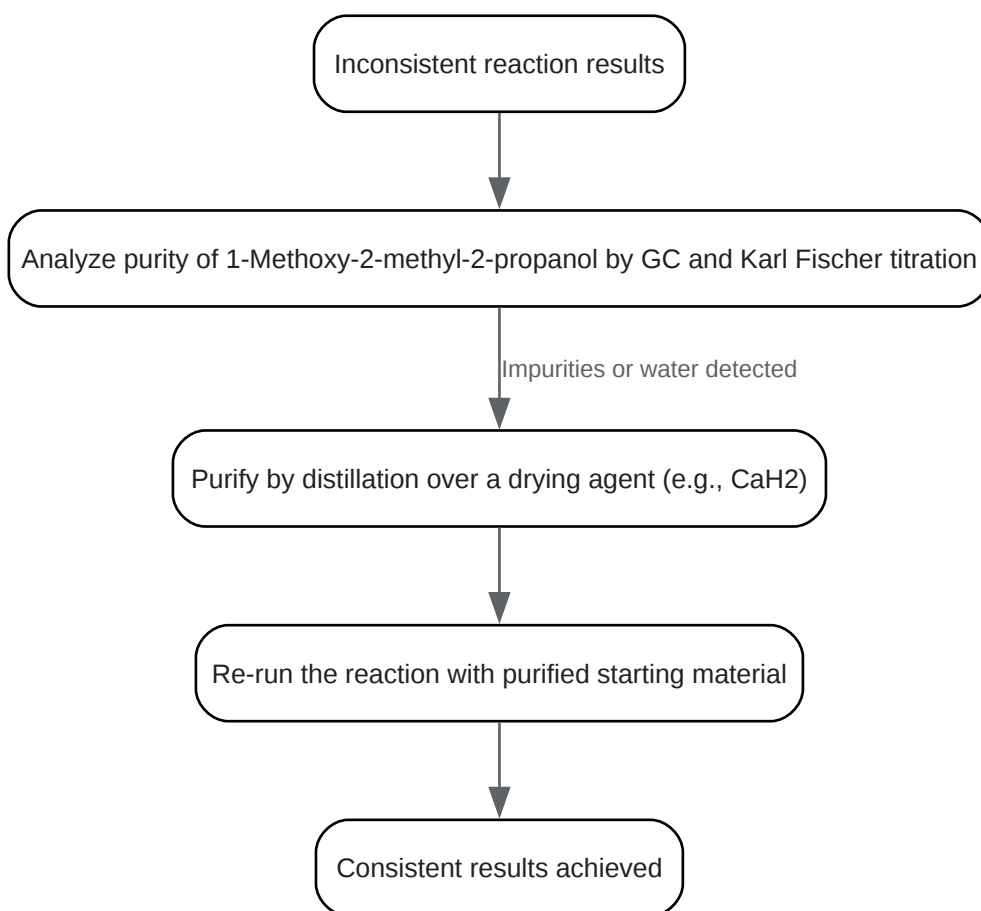 Inconsistent reaction results
Analyze purity of 1-Methoxy-2-methyl-2-propanol by GC and Karl Fischer titration
Impurities or water detected
Purify by distillation over a drying agent (e.g., CaH2)
Re-run the reaction with purified starting material
Consistent results achieved